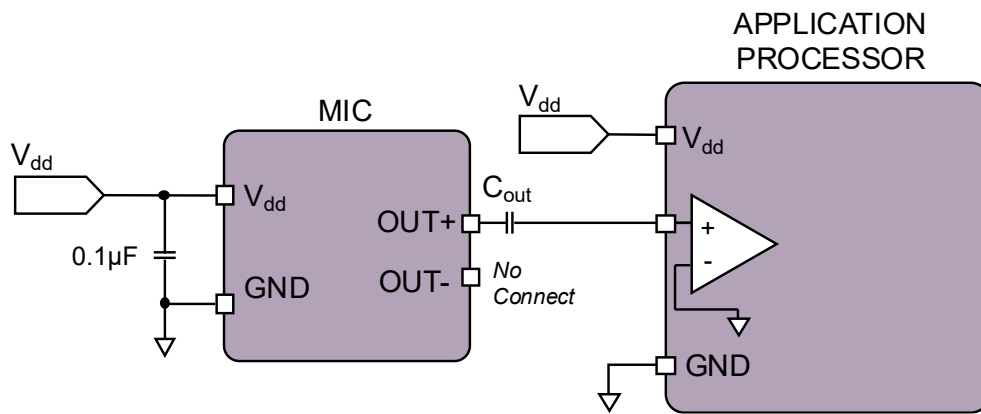 APPLICATION
PROCESSOR
MIC
V_dd
V_dd
V_dd
V_dd
C_out
OUT+
+
-
0.1µF
GND
OUT-
No
Connect
GND